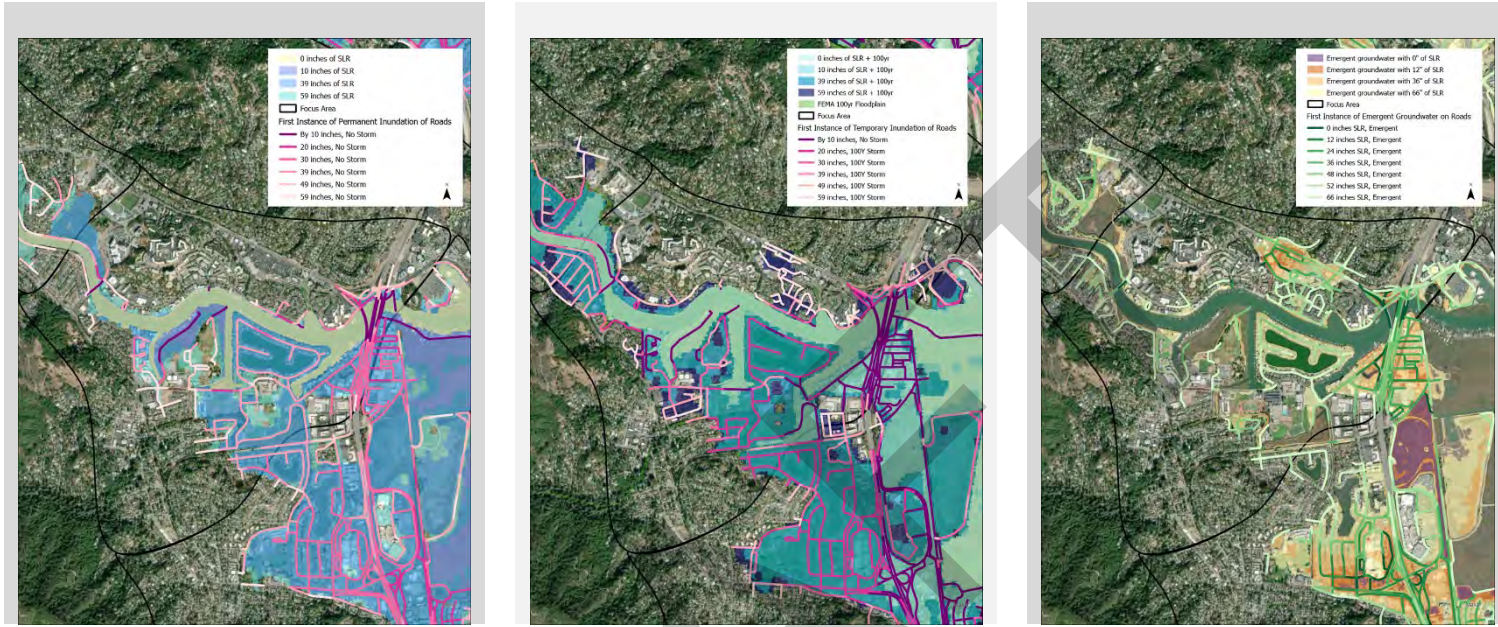 0 inches of SLR
10 inches of SLR
39 inches of SLR
59 inches of SLR
Focus Area
First Instance of Permanent Inundation of Roads
By 10 Inches, No Storm
20 inches, No Storm
30 inches, No Storm
39 inches, No Storm
49 inches, No Storm
59 inches, No Storm
0 inches of SLR + 100yr
10 inches of SLR + 100yr
39 inches of SLR + 100yr
59 inches of SLR + 100yr
FEMA 100yr Floodplain
Focus Area
First Instance of Temporary Inundation of Roads
By 10 inches, No Storm
20 inches, 100Y Storm
30 inches, 100Y Storm
39 inches, 100Y Storm
49 inches, 100Y Storm
59 inches, 100Y Storm
Emergent groundwater with 0" of SLR
Emergent groundwater with 12" of SLR
Emergent groundwater with 36" of SLR
Emergent groundwater with 66" of SLR
Focus Area
First Instance of Emergent Groundwater on Roads
0 inches SLR, Emergent
12 inches SLR, Emergent
24 inches SLR, Emergent
36 inches SLR, Emergent
48 inches SLR, Emergent
52 inches SLR, Emergent
66 inches SLR, Emergent